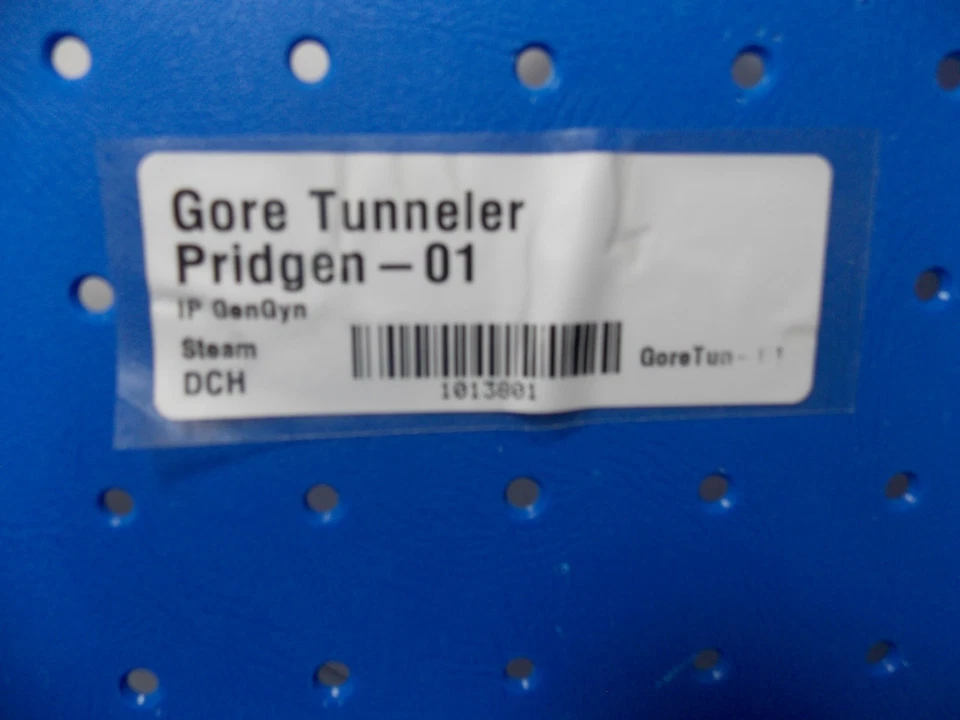 Gore Tunneler
Pridgen – 01
IP GenGyn
Steam
DCH
1013801